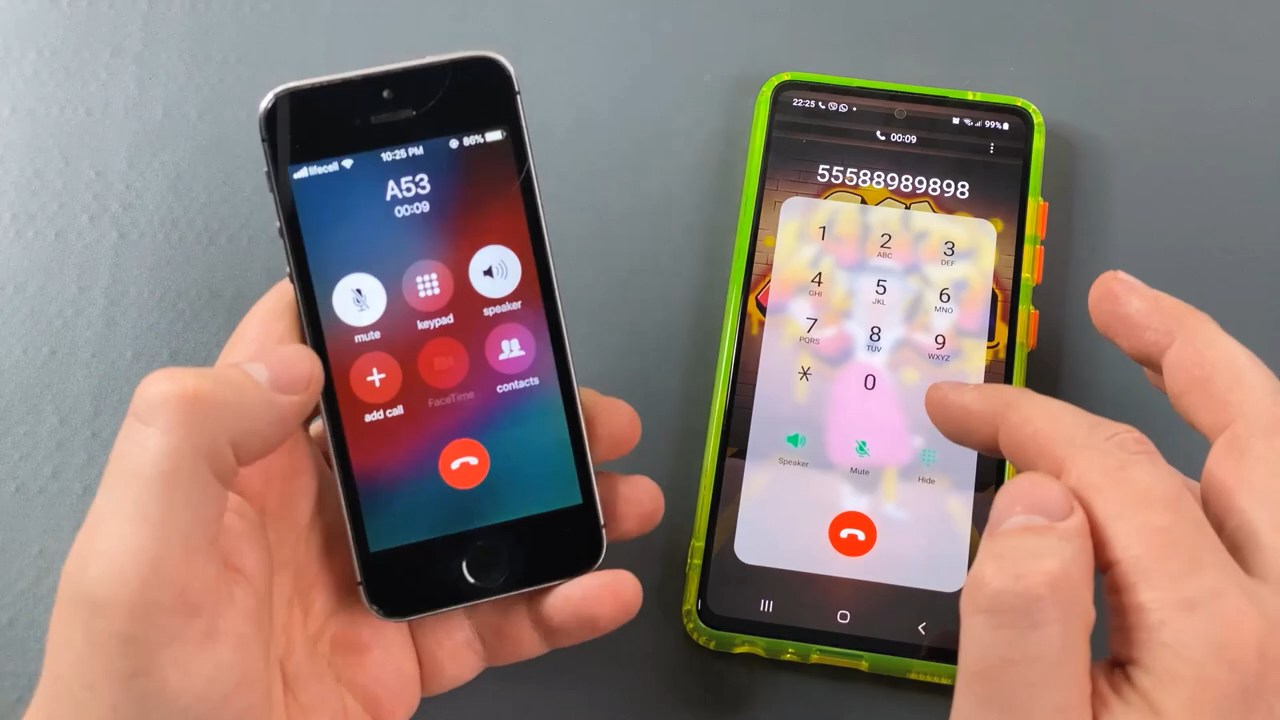 lifecell 10:25 PM 86%
A53
00:09
mute keypad speaker
add call FaceTime contacts
22:25 99%
00:09
55588989898
1 2 3
ABC DEF
4 5 6
GHI JKL MNO
7 8 9
PQRS TUV WXYZ
* 0
Speaker Mute Hide